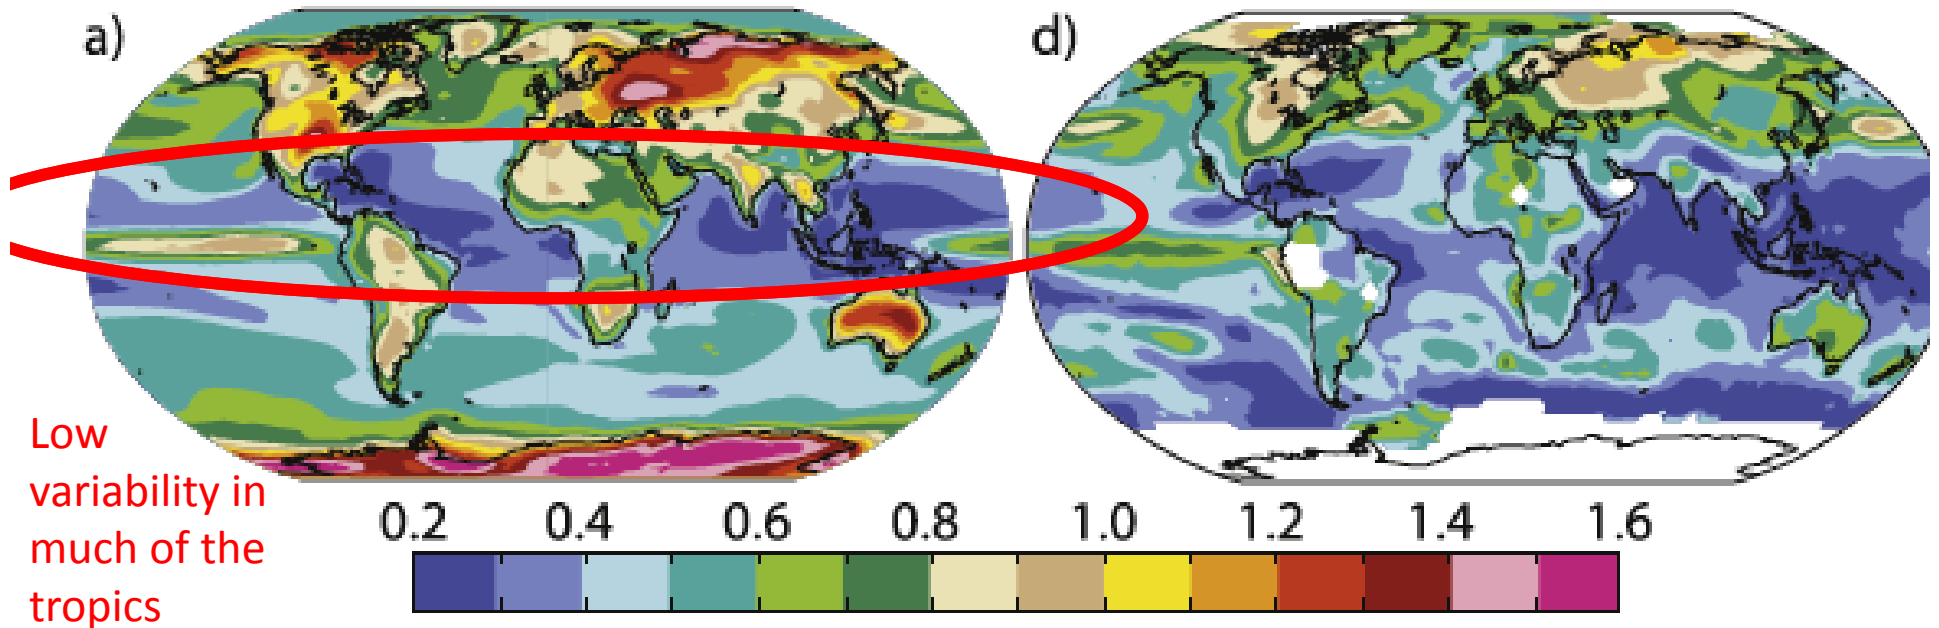 a)
d)
Low
variability in
much of the
tropics
0.2 0.4 0.6 0.8 1.0 1.2 1.4 1.6